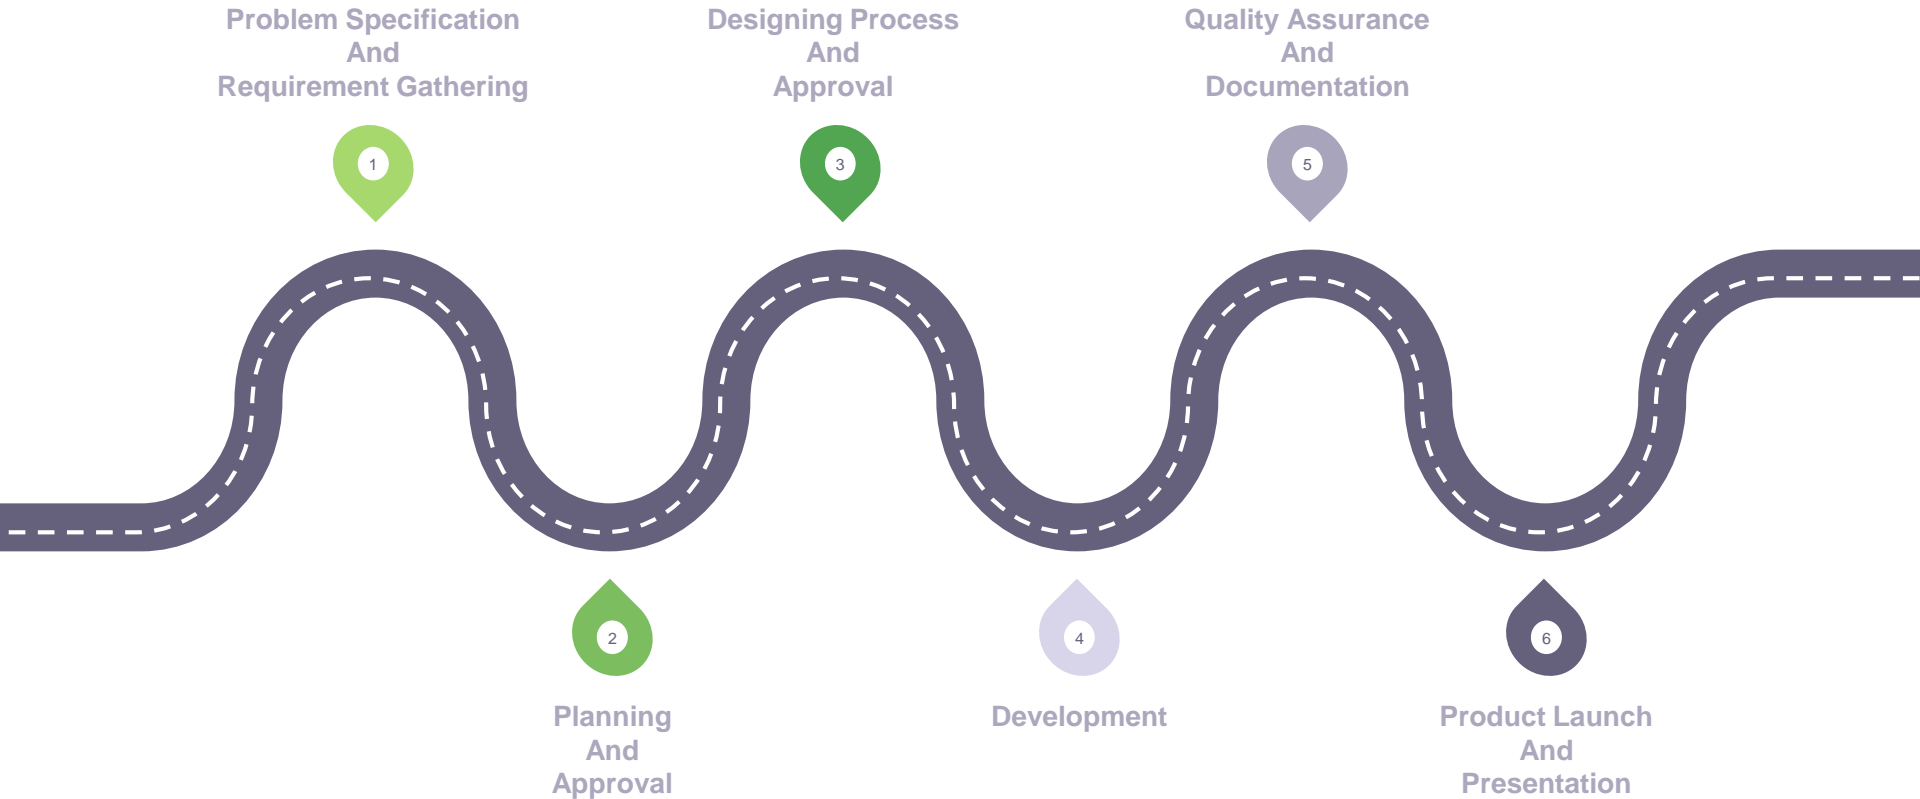 Problem Specification
And
Requirement Gathering
Designing Process
And
Approval
Quality Assurance
And
Documentation
1
3
5
2
4
6
Planning
And
Approval
Development
Product Launch
And
Presentation